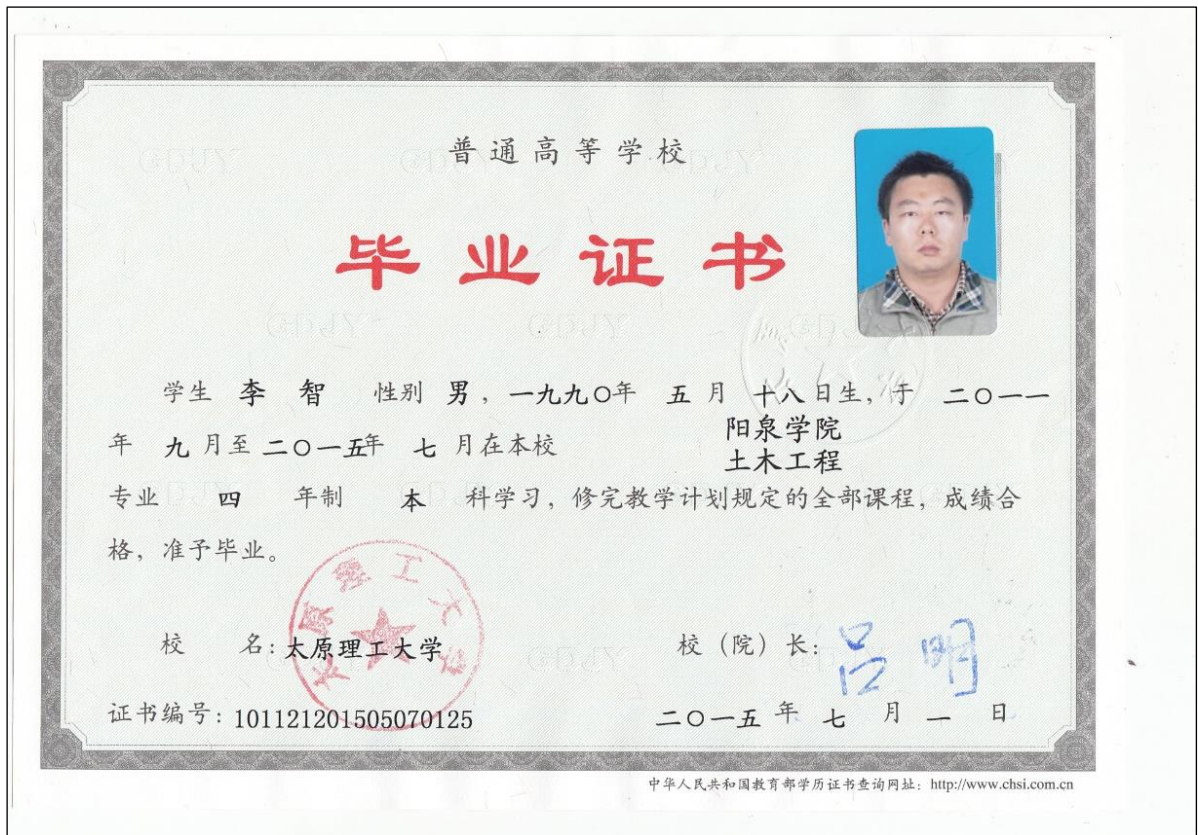 普通高等学校
毕业证书
学生 李 智 性别 男，一九九〇年 五 月 十八 日生，于 二〇一一
年 九 月至 二〇一五年 七 月在本校 阳泉学院
土木工程
专业 四 年制 本 科学习，修完教学计划规定的全部课程，成绩合
格，准予毕业。
太原理工大学
校 名：太原理工大学 校（院）长：吕明
证书编号：101121201505070125 二〇一五 年 七 月 一 日
中华人民共和国教育部学历证书查询网址：http://www.chsi.com.cn